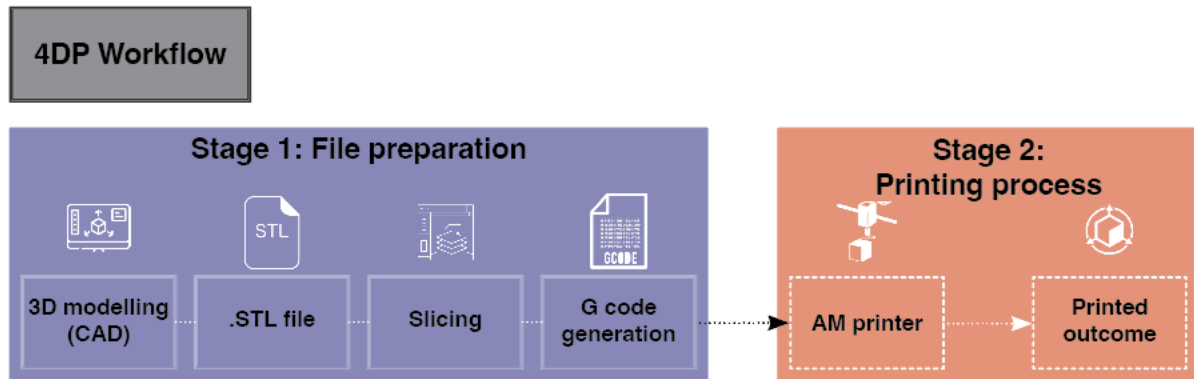 4DP Workflow
Stage 1: File preparation
STL
GCODE
3D modelling
(CAD)
.STL file
Slicing
G code
generation
Stage 2:
Printing process
AM printer
Printed
outcome